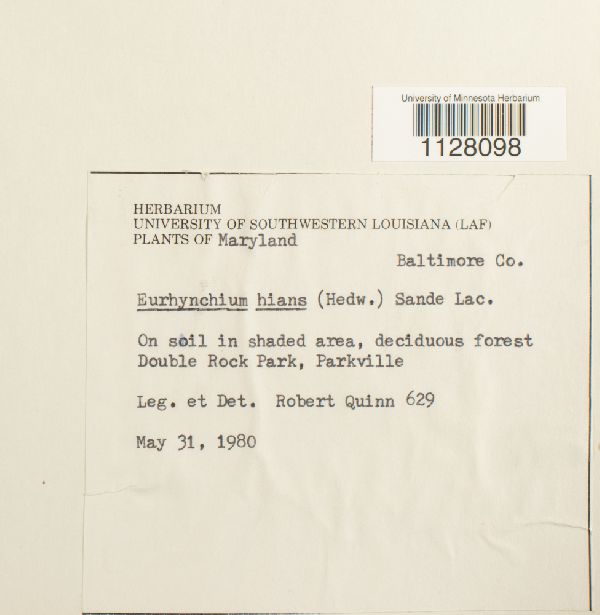 University of Minnesota Herbarium
1128098
HERBARIUM
UNIVERSITY OF SOUTHWESTERN LOUISIANA (LAF)
PLANTS OF Maryland
Baltimore Co.
Eurhynchium hians (Hedw.) Sande Lac.
On soil in shaded area, deciduous forest
Double Rock Park, Parkville
Leg. et Det. Robert Quinn 629
May 31, 1980